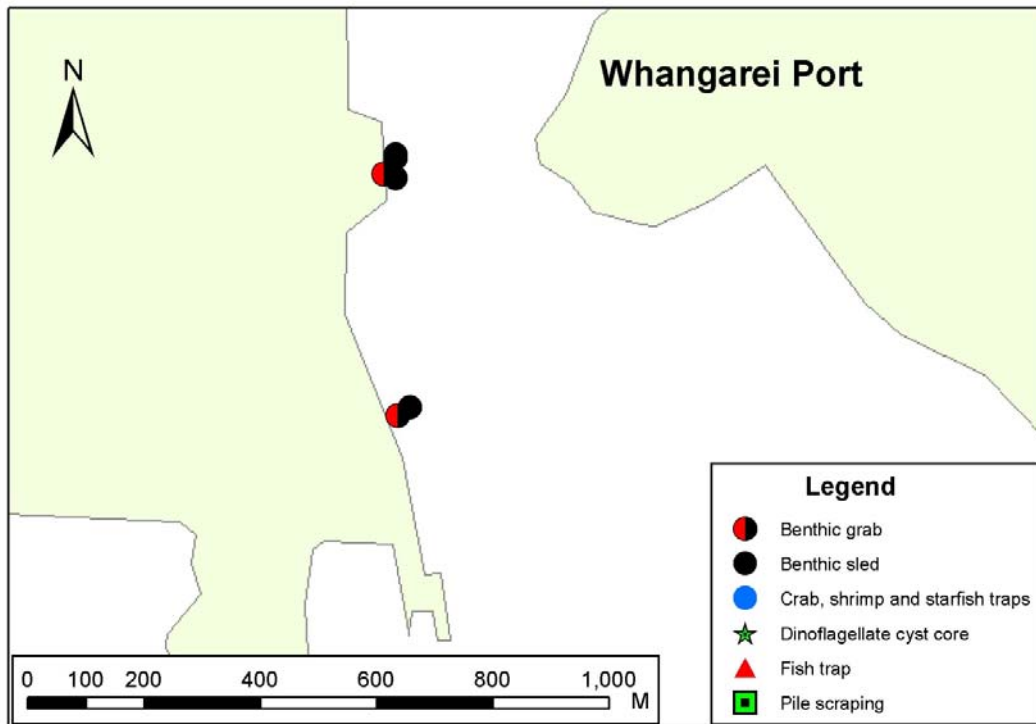 N
Whangarei Port
Legend
Benthic grab
Benthic sled
Crab, shrimp and starfish traps
Dinoflagellate cyst core
Fish trap
Pile scraping
0 100 200 400 600 800 1,000
M